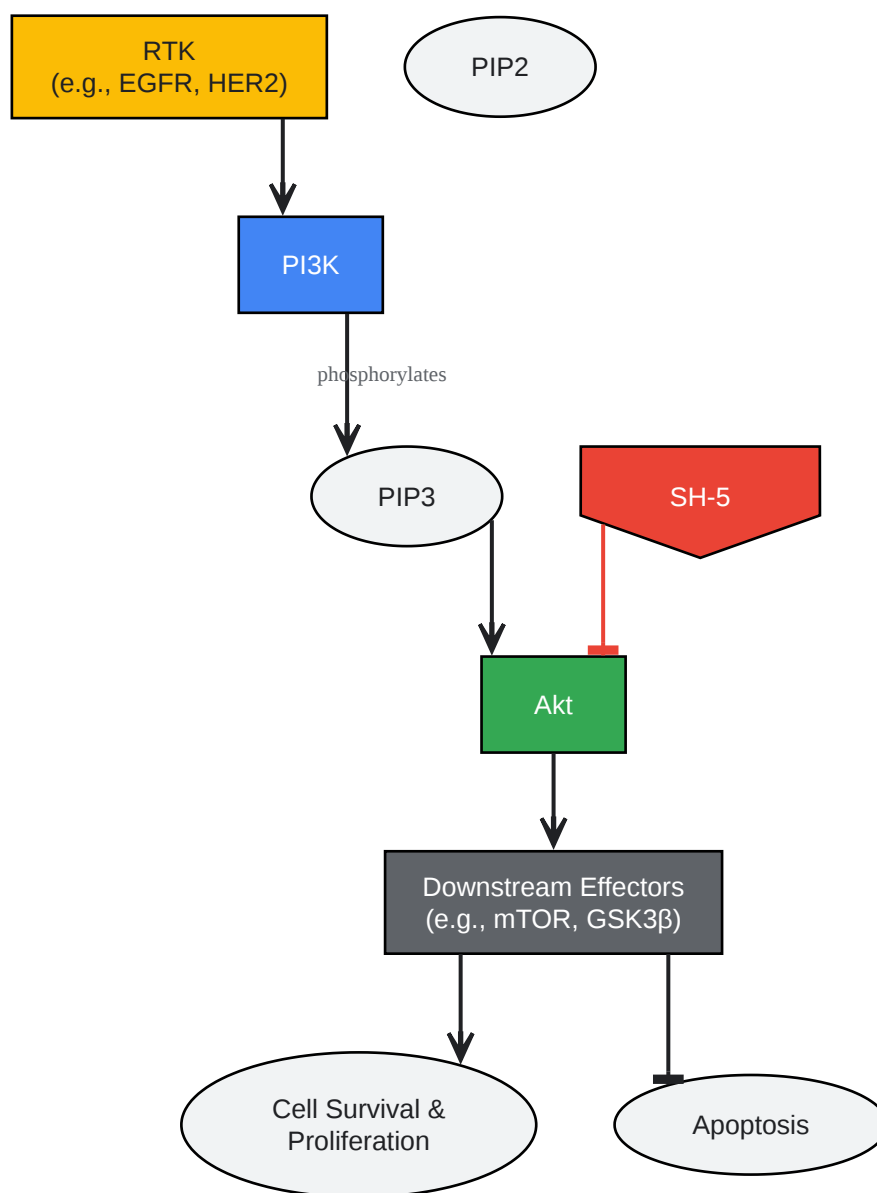 RTK
(e.g., EGFR, HER2)
PIP2
PI3K
phosphorylates
PIP3
SH-5
Akt
Downstream Effectors
(e.g., mTOR, GSK3β)
Cell Survival &
Proliferation
Apoptosis